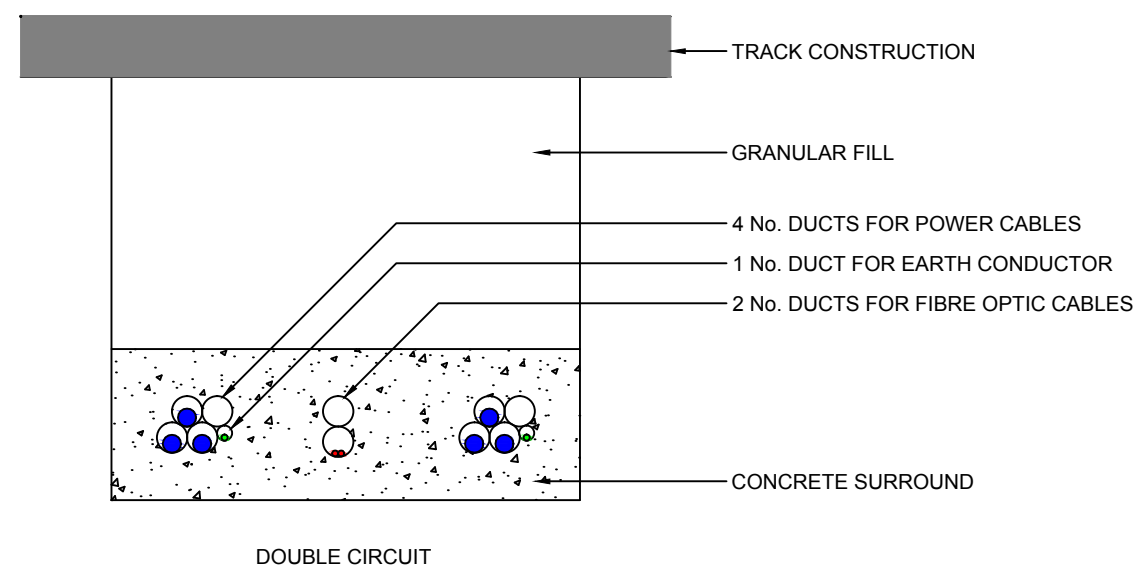 TRACK CONSTRUCTION
GRANULAR FILL
4 No. DUCTS FOR POWER CABLES
1 No. DUCT FOR EARTH CONDUCTOR
2 No. DUCTS FOR FIBRE OPTIC CABLES
CONCRETE SURROUND
DOUBLE CIRCUIT